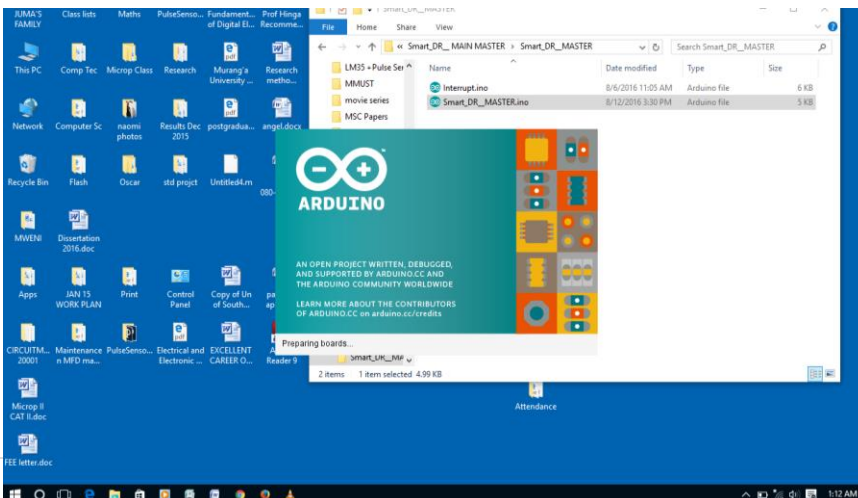 JUMA'S FAMILY
Class lists
Maths
PulseSenso...
Fundament... of Digital El...
Prof Hinga Recomme...
This PC
Comp Tec
Microp Class
Research
Murang'a University ...
Research metho...
Network
Computer Sc
naomi photos
Results Dec 2015
postgradua...
angel.docx
Recycle Bin
Flash
Oscar
std projct
Untitled4.m
080-
MWENI
Dissertation 2016.doc
Apps
JAN 15 WORK PLAN
Print
Control Panel
Copy of Un of South...
CIRCUITM... 20001
Maintenance n MFD ma...
PulseSenso...
Electrical and Electronic ...
EXCELLENT CAREER O...
Reader 9
Microp II CAT II.doc
FEE letter.doc
Attendance
File Home Share View
« Smart_DR__ MAIN MASTER › Smart_DR__MASTER
Search Smart_DR__MASTER
LM35 +Pulse Ser
MMUST
movie series
MSC Papers
Name Date modified Type Size
Interrupt.ino 8/6/2016 11:05 AM Arduino file 6 KB
Smart_DR__MASTER.ino 8/12/2016 3:30 PM Arduino file 5 KB
ARDUINO
AN OPEN PROJECT WRITTEN, DEBUGGED,
AND SUPPORTED BY ARDUINO.CC AND
THE ARDUINO COMMUNITY WORLDWIDE
LEARN MORE ABOUT THE CONTRIBUTORS
OF ARDUINO.CC on arduino.cc/credits
Preparing boards...
2 items 1 item selected 4.99 KB
1:12 AM